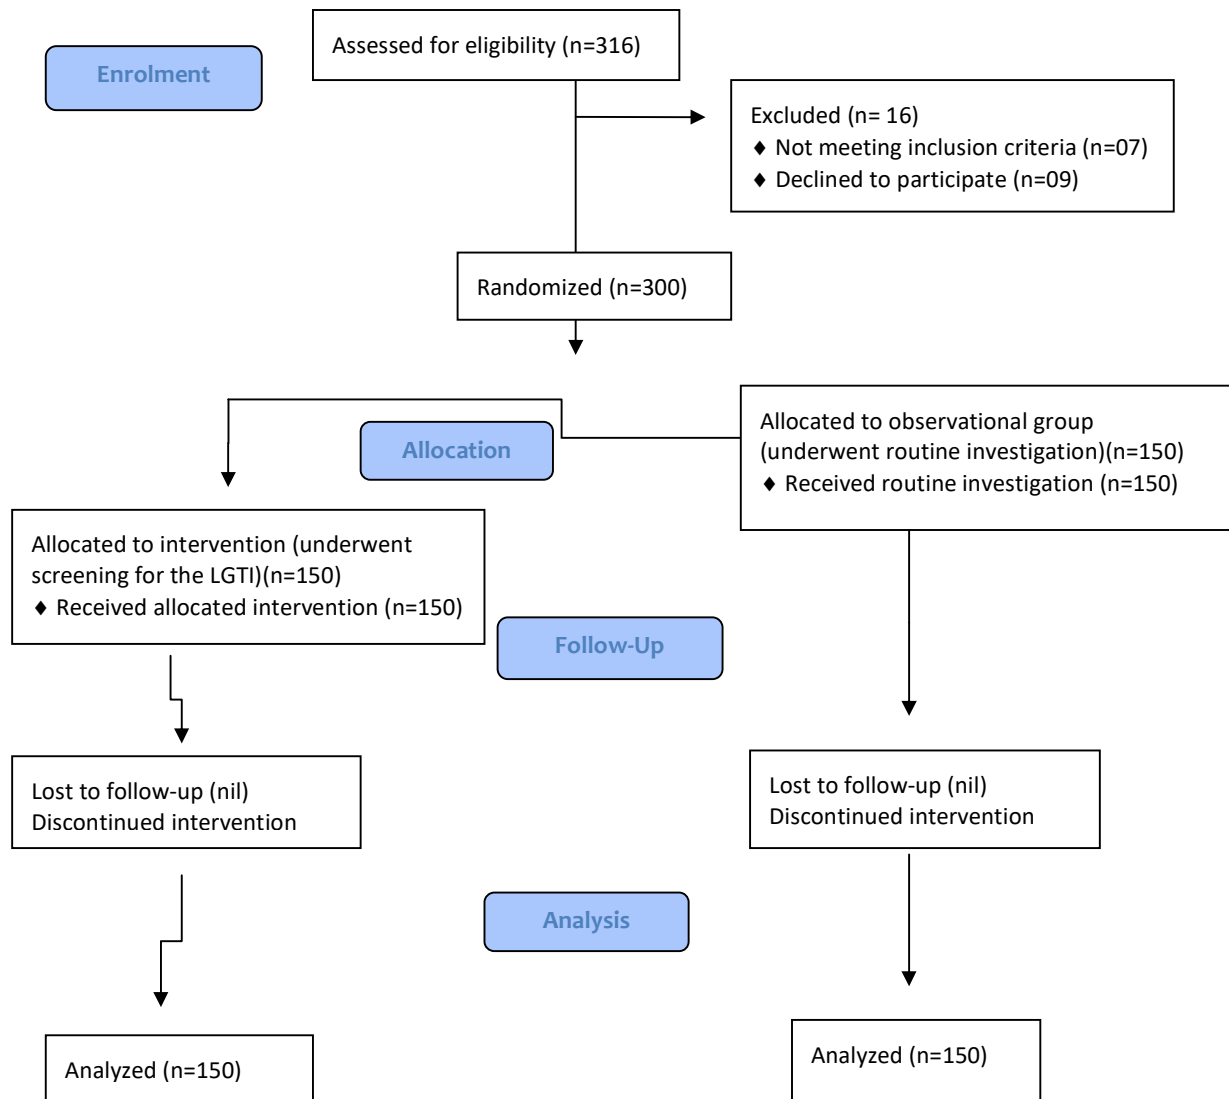 Assessed for eligibility (n=316)
Enrolment
Excluded (n= 16)
♦ Not meeting inclusion criteria (n=07)
♦ Declined to participate (n=09)
Randomized (n=300)
Allocated to observational group
(underwent routine investigation)(n=150)
♦ Received routine investigation (n=150)
Allocation
Allocated to intervention (underwent
screening for the LGTI)(n=150)
♦ Received allocated intervention (n=150)
Follow-Up
Lost to follow-up (nil)
Discontinued intervention
Lost to follow-up (nil)
Discontinued intervention
Analysis
Analyzed (n=150)
Analyzed (n=150)